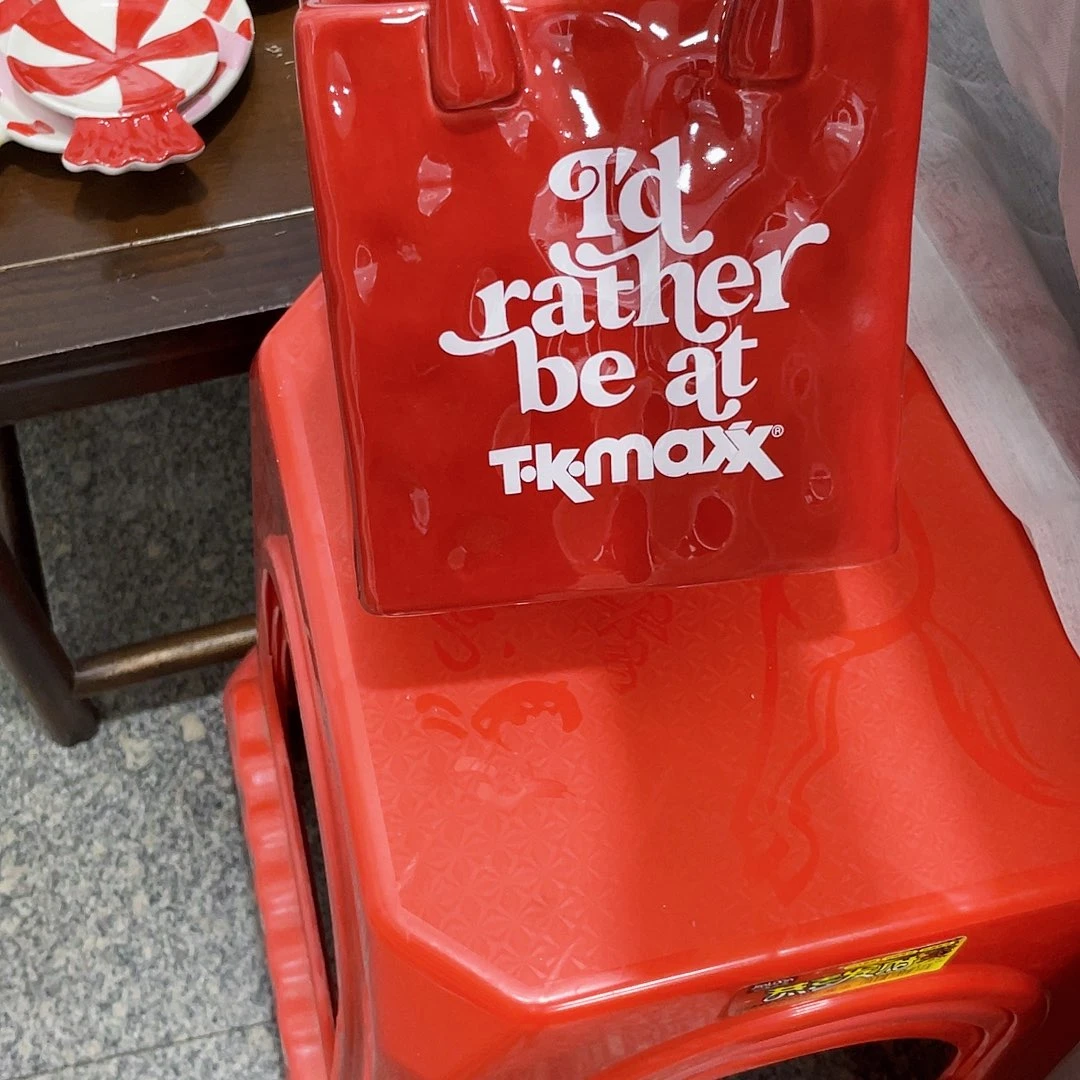 I'd
rather
be at
T•K•maxx®